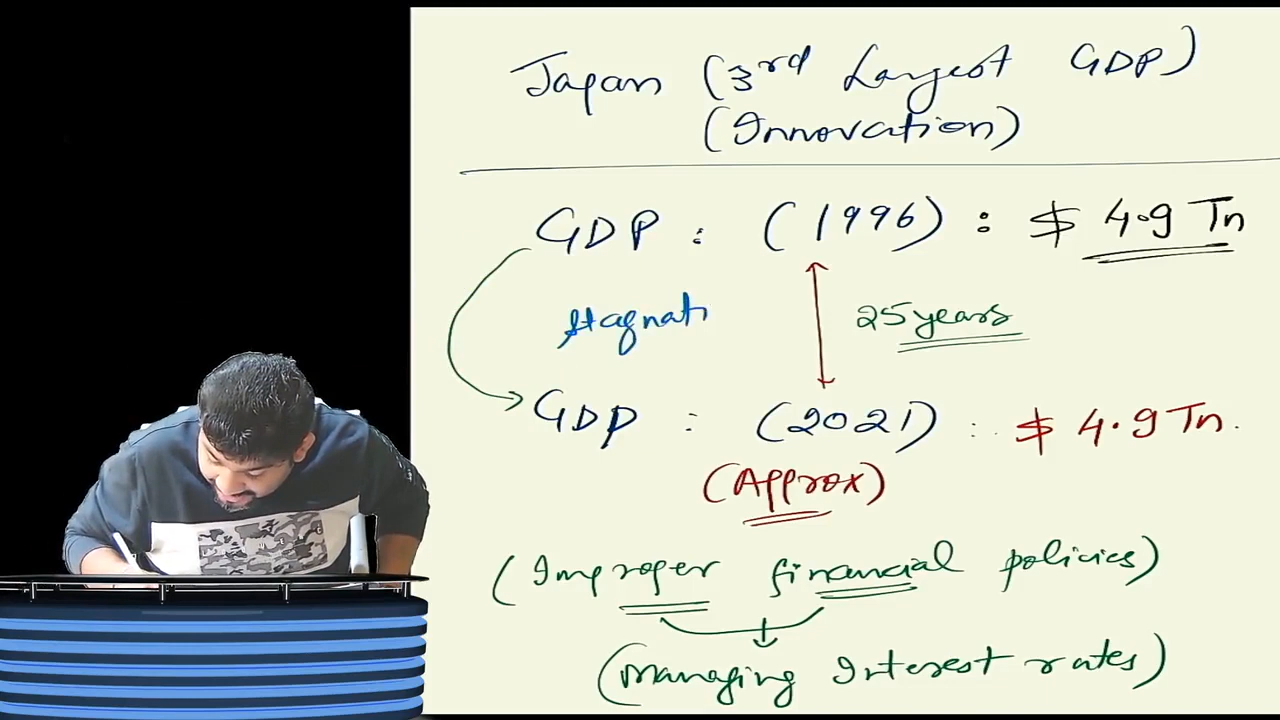 Japan (3rd Largest GDP)
(Innovation)
GDP : (1996) : $ 4.9 Tn
stagnati
25 years
GDP : (2021) : $ 4.9 Tn.
(Approx)
(Improper financial policies)
(Managing Interest rates)